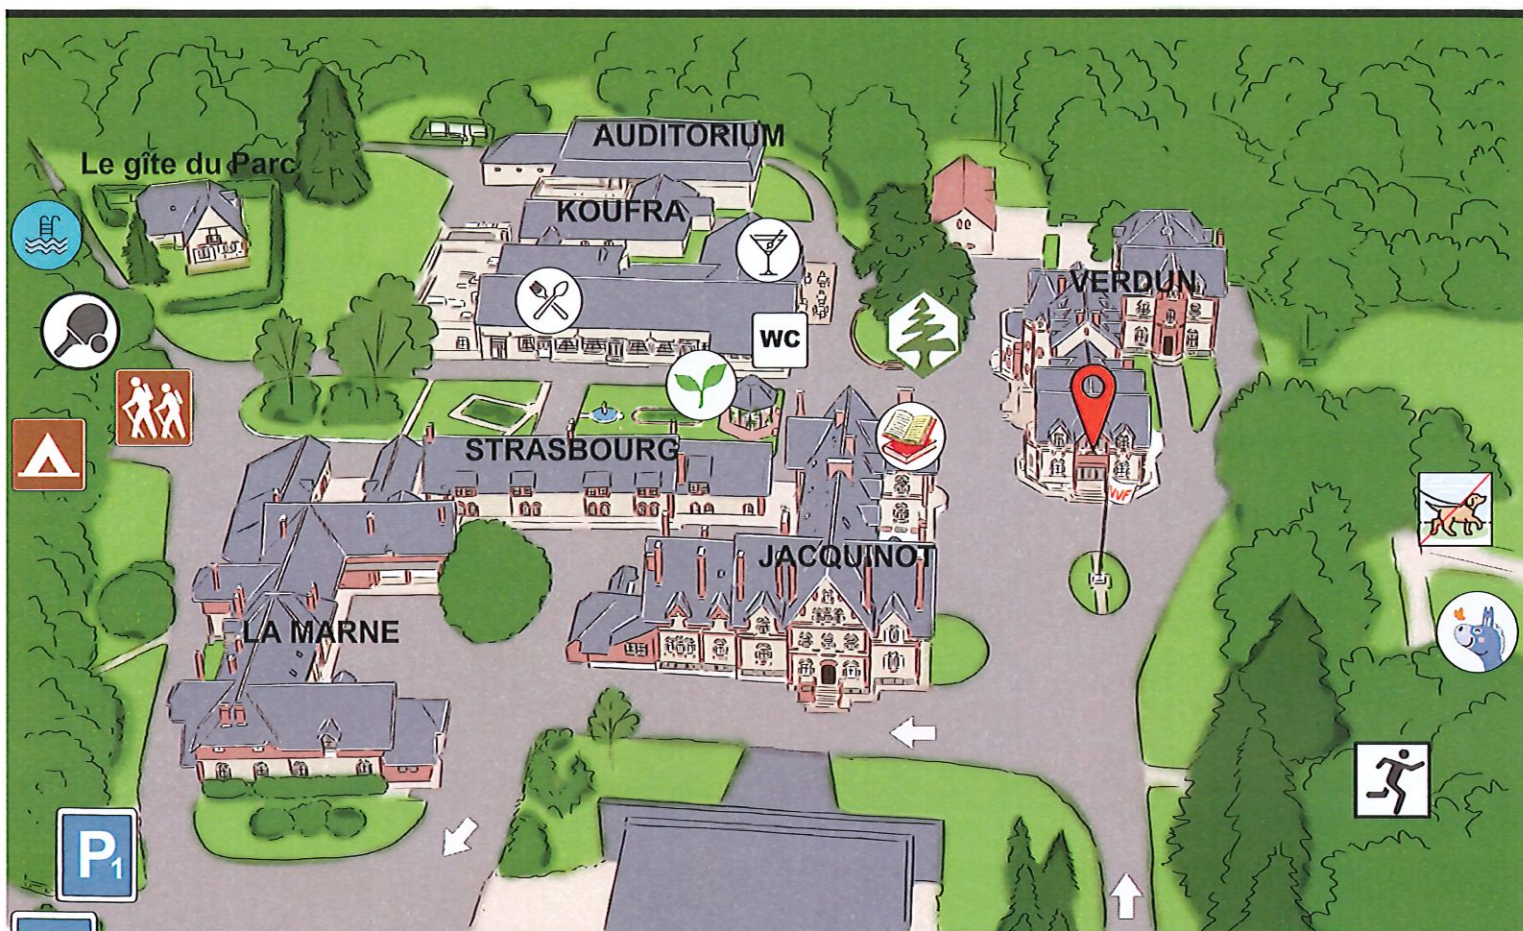 AUDITORIUM
Le gîte du Parc
KOUFRA
VERDUN
WC
STRASBOURG
VVF
JACQUINOT
LA MARNE
P1